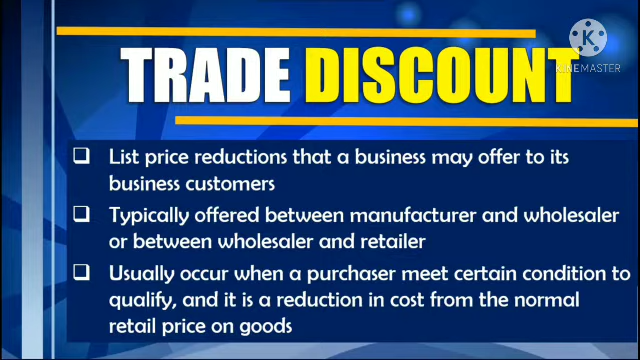 TRADE DISCOUNT
KINEMASTER
List price reductions that a business may offer to its
business customers
Typically offered between manufacturer and wholesaler
or between wholesaler and retailer
Usually occur when a purchaser meet certain condition to
qualify, and it is a reduction in cost from the normal
retail price on goods